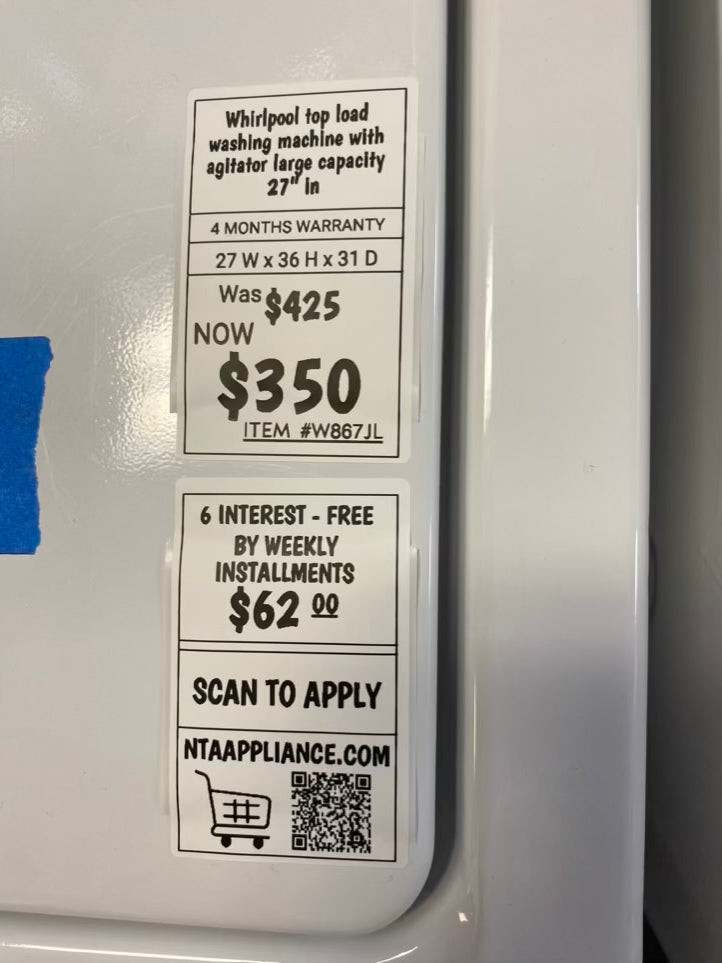 Whirlpool top load
washing machine with
agitator large capacity
27" in
4 MONTHS WARRANTY
27 W x 36 H x 31 D
Was $425
NOW
$350
ITEM #W867JL
6 INTEREST - FREE
BY WEEKLY
INSTALLMENTS
$62 00
SCAN TO APPLY
NTAAPPLIANCE.COM